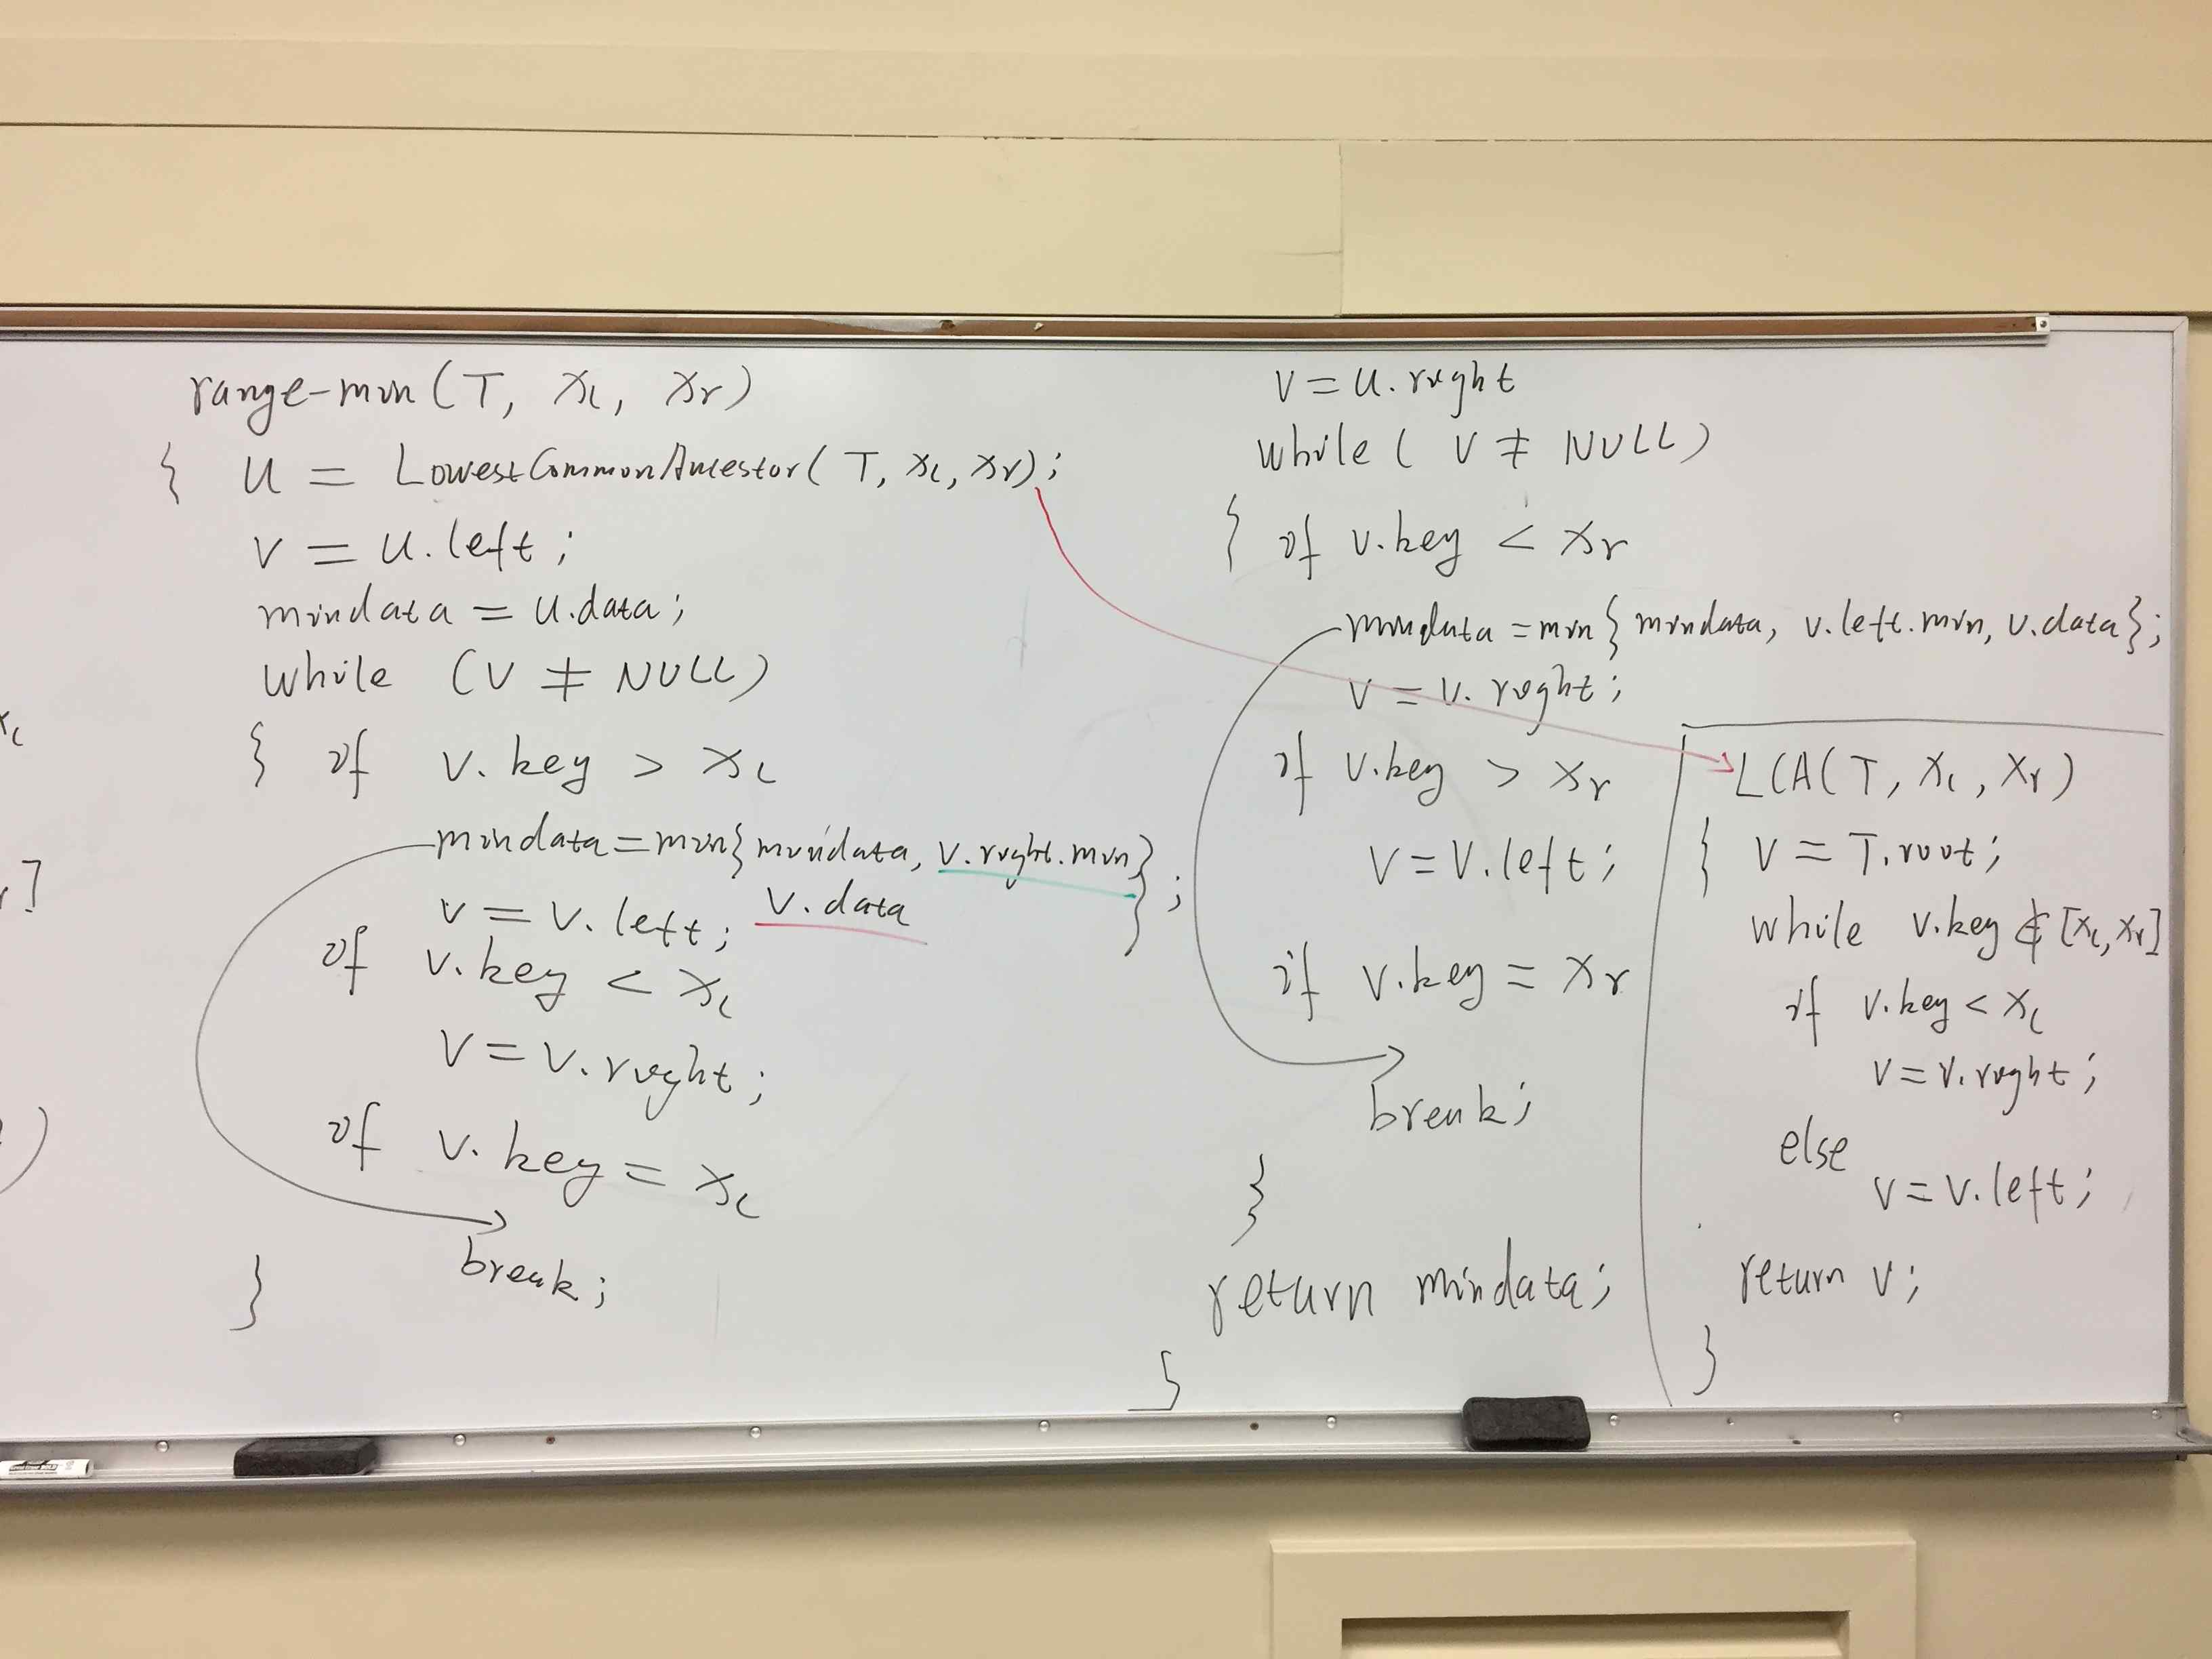 range-min(T, x_l, x_r)
{ u = LowestCommonAncestor(T, x_l, x_r);
v = u.left;
mindata = u.data;
while (v ≠ NULL)
{ if v.key > x_l
mindata = min{mindata, v.right.min,
v.data};
v = v.left;
if v.key < x_l
v = v.right;
if v.key = x_l
break;
}
v = u.right
while ( v ≠ NULL)
{ if v.key < x_r
mindata = min{ mindata, v.left.min, v.data};
v = v.right;
if v.key > x_r
v = v.left;
if v.key = x_r
break;
}
return mindata;
}
LCA(T, x_l, x_r)
{ v = T.root;
while v.key ∉ [x_l, x_r]
if v.key < x_l
v = v.right;
else
v = v.left;
return v;
}